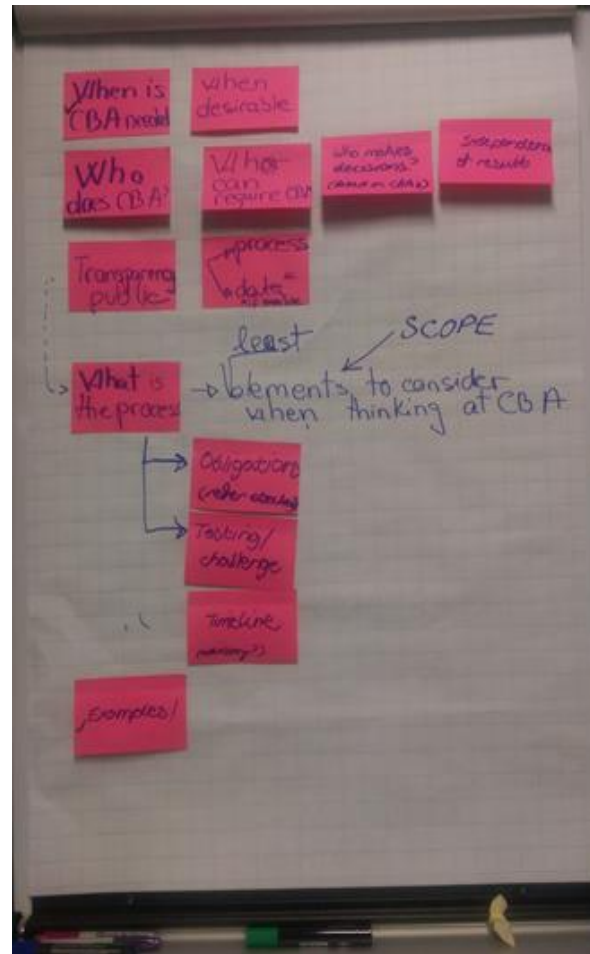 When is
CBA needed
when
desirable
Who
does CBA?
Who
can
require CBA
who makes
decisions?
Independence
of results
Transparency
public
process
data
least
SCOPE
What is
the process
elements to consider
when thinking at CBA
Obligation
Testing/
challenge
Timeline
Examples!